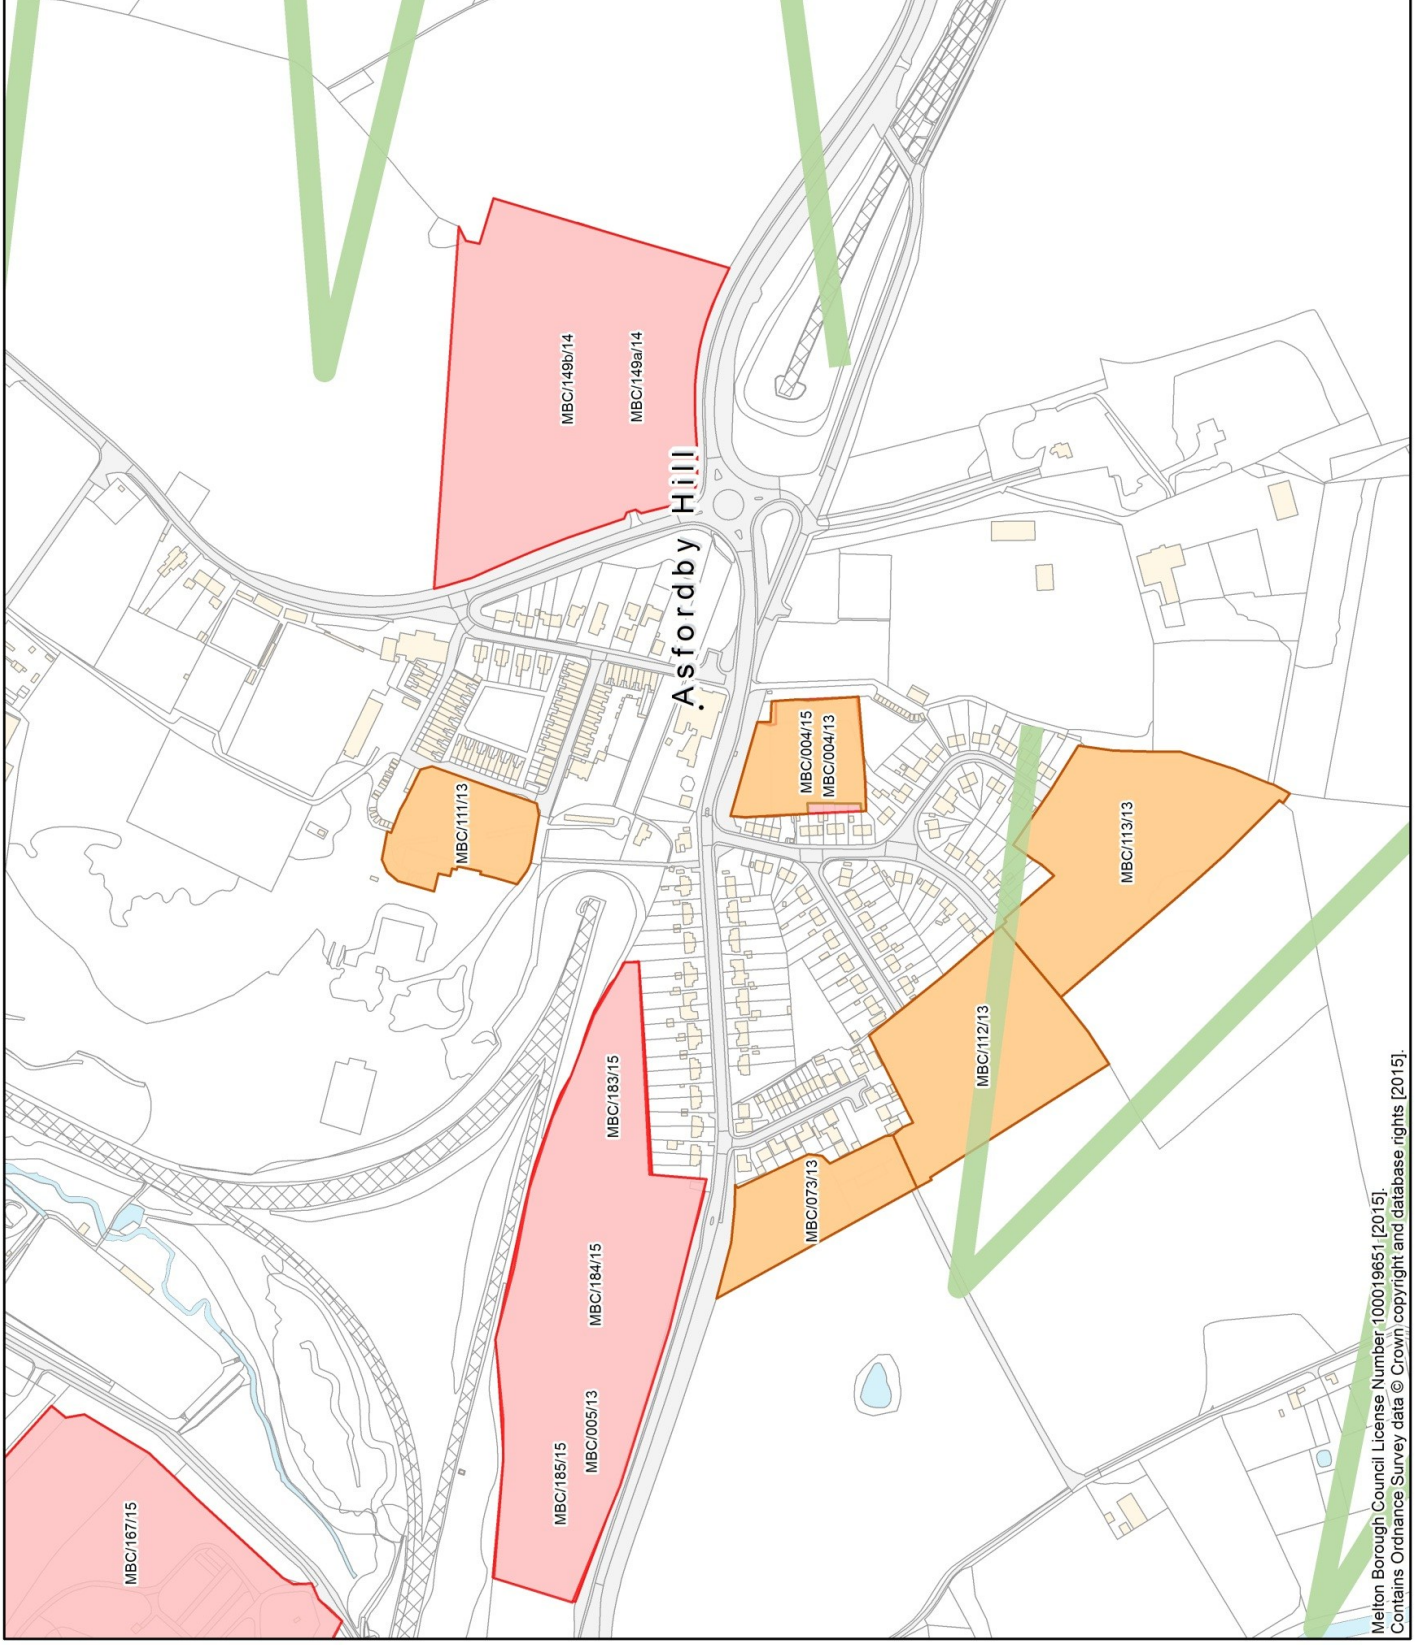 MBC/167/15
MBC/111/13
MBC/185/15
MBC/149b/14
MBC/005/13
MBC/184/15
MBC/183/15
MBC/149a/14
Asfordby Hill
MBC/073/13
MBC/004/15
MBC/004/13
MBC/112/13
MBC/113/13
Melton Borough Council License Number 100019651 [2015].
Contains Ordnance Survey data © Crown copyright and database rights [2015].